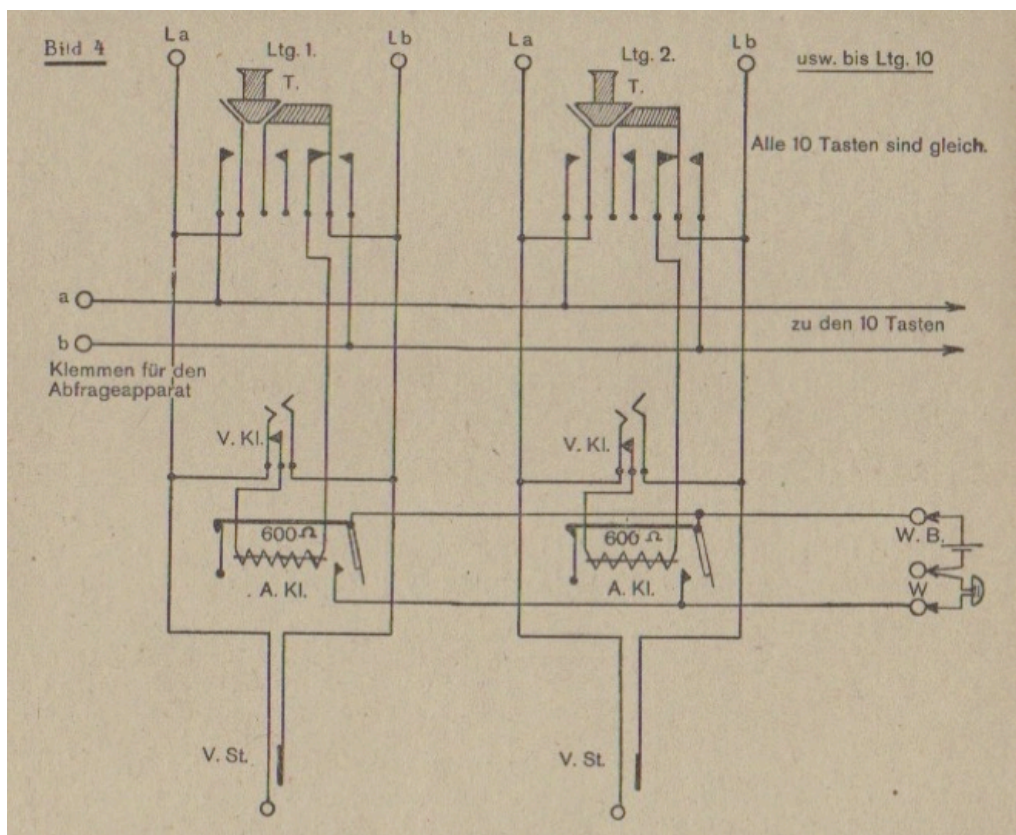 Bild 4
La
Ltg. 1.
Lb
La
Ltg. 2.
Lb
usw. bis Ltg. 10
T.
T.
Alle 10 Tasten sind gleich.
a
zu den 10 Tasten
b
Klemmen für den
Abfrageapparat
V. Kl.
V. Kl.
600 Ω
600 Ω
W. B.
A. Kl.
A. Kl.
W
V. St.
V. St.